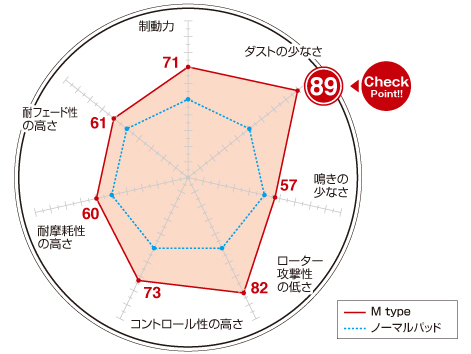 制動力
71
ダストの少なさ
89
Check
Point!!
耐フェード性
の高さ
61
57
鳴きの
少なさ
60
耐摩耗性
の高さ
73
82
ローター
攻撃性
の低さ
コントロール性の高さ
M type
ノーマルパッド